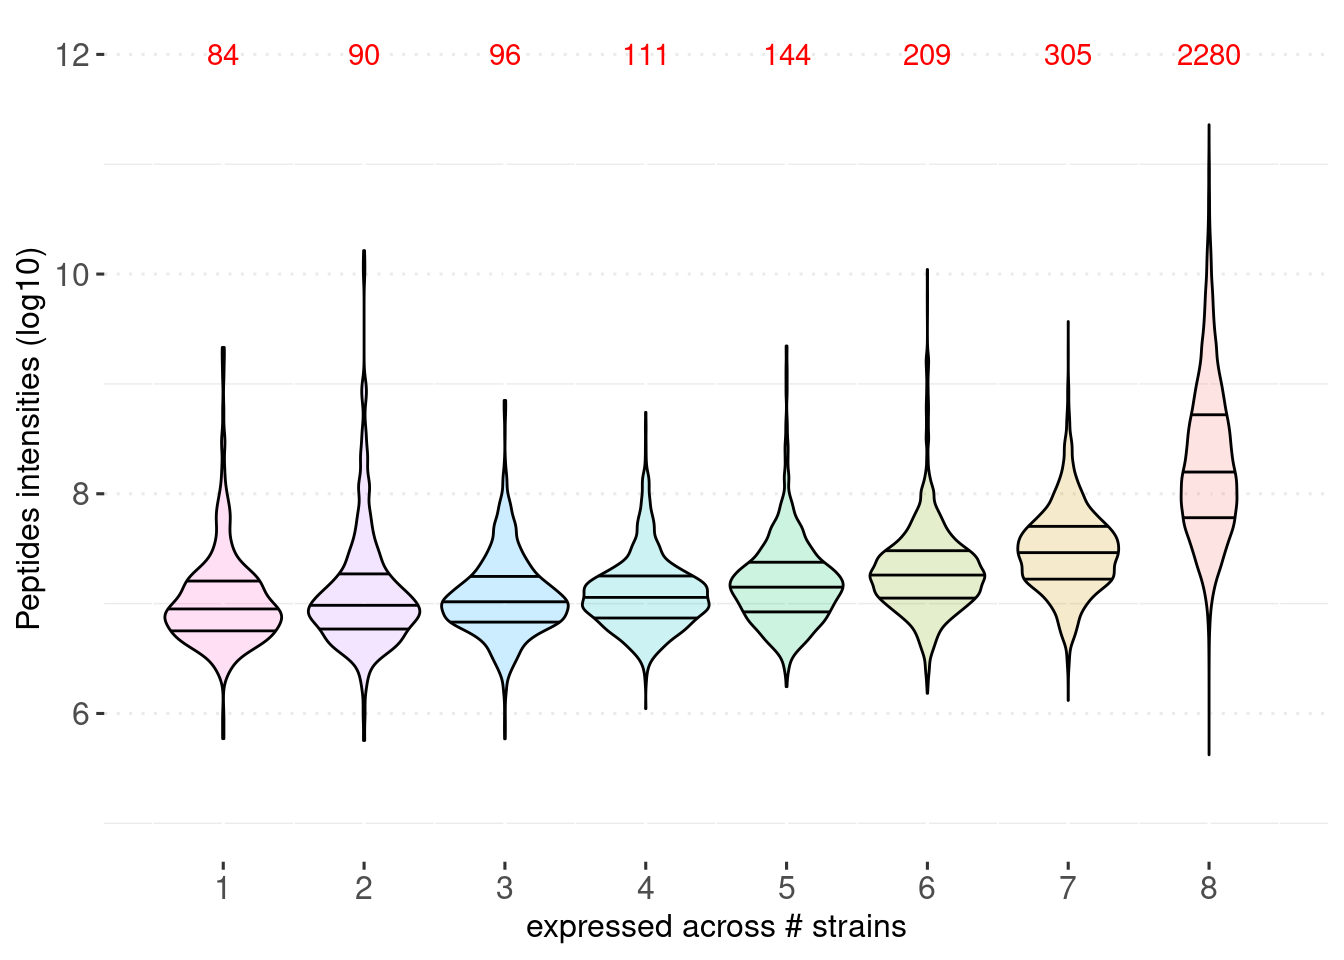 84 90 96 111 144 209 305 2280
12
10
8
6
Peptides intensities (log10)
1 2 3 4 5 6 7 8
expressed across # strains